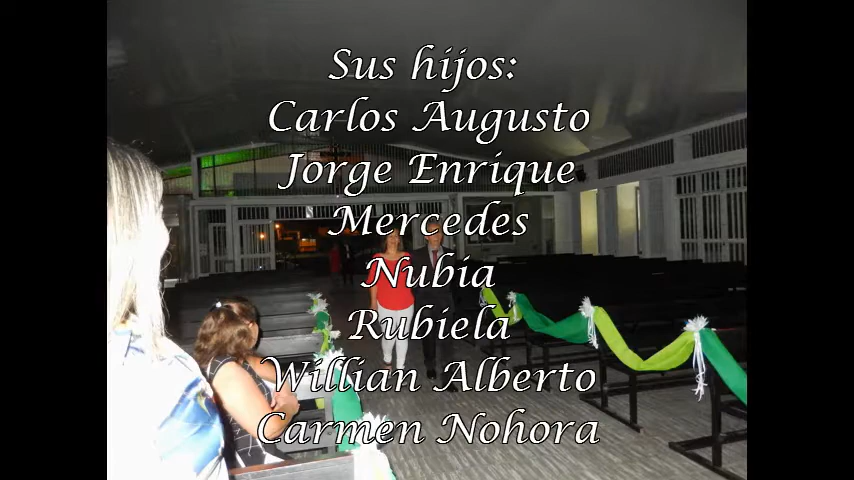 Sus hijos:
Carlos Augusto
Jorge Enrique
Mercedes
Nubia
Rubiela
Willian Alberto
Carmen Nohora